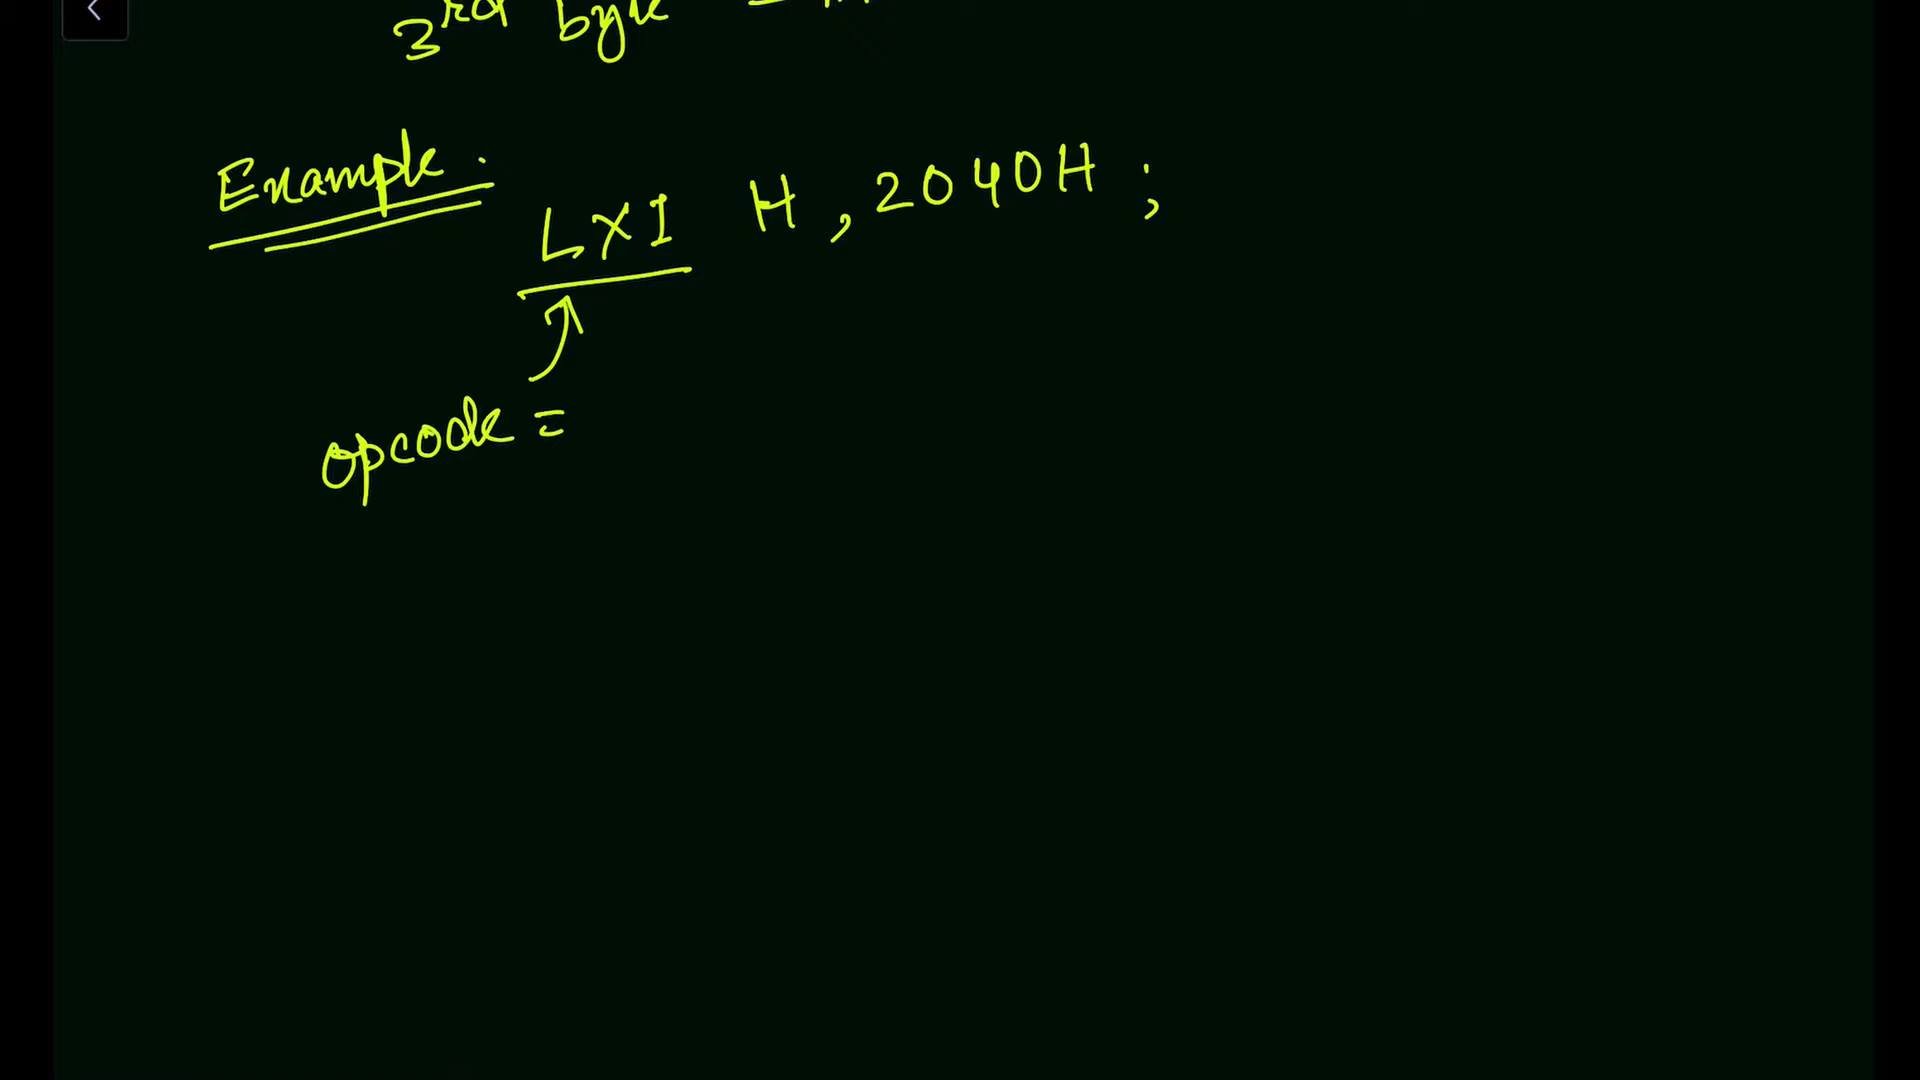 3rd byte
Example.
LXI H, 2040H ;
opcode =